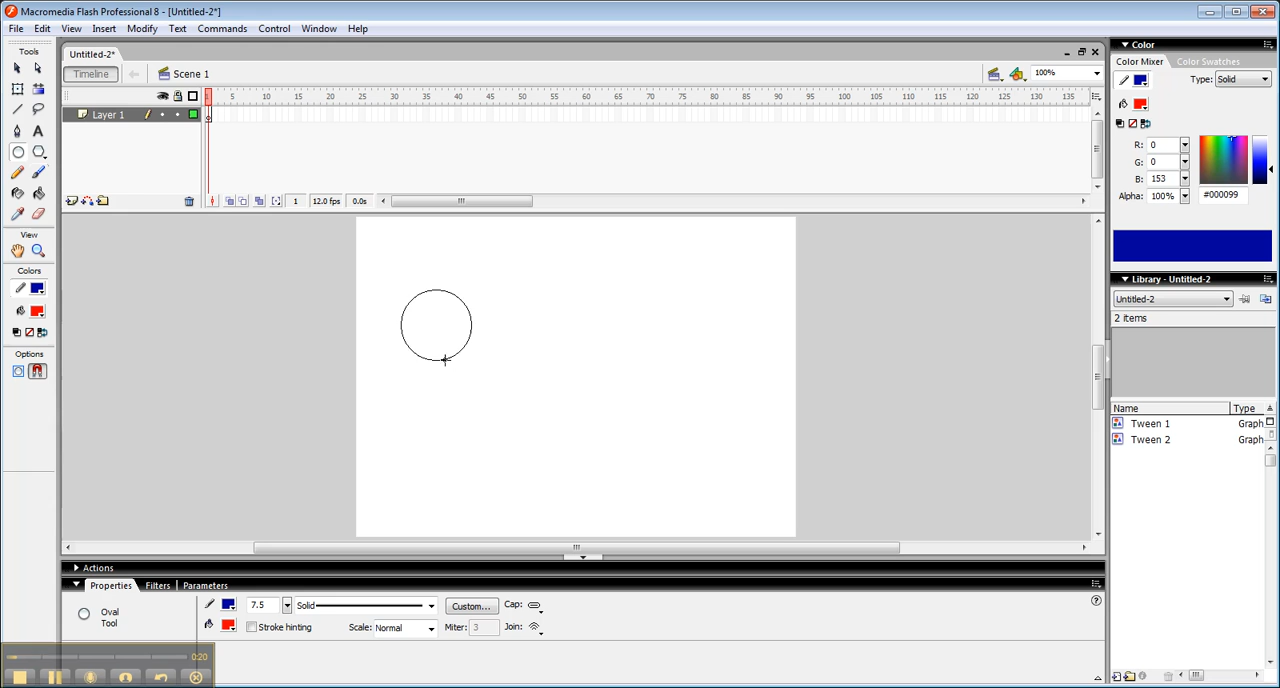 Macromedia Flash Professional 8 - [Untitled-2*]
File Edit View Insert Modify Text Commands Control Window Help
Tools
Untitled-2*
Timeline Scene 1 100%
1 5 10 15 20 25 30 35 40 45 50 55 60 65 70 75 80 85 90 95 100 105 110 115 120 125 130 135
Layer 1
1 12.0 fps 0.0s
View
Colors
Options
Color
Color Mixer Color Swatches
Type: Solid
R: 0
G: 0
B: 153
Alpha: 100% #000099
Library - Untitled-2
Untitled-2
2 items
Name Type
Tween 1 Graph
Tween 2 Graph
Actions
Properties Filters Parameters
Oval
Tool
7.5 Solid Custom... Cap:
Stroke hinting Scale: Normal Miter: 3 Join:
0:20